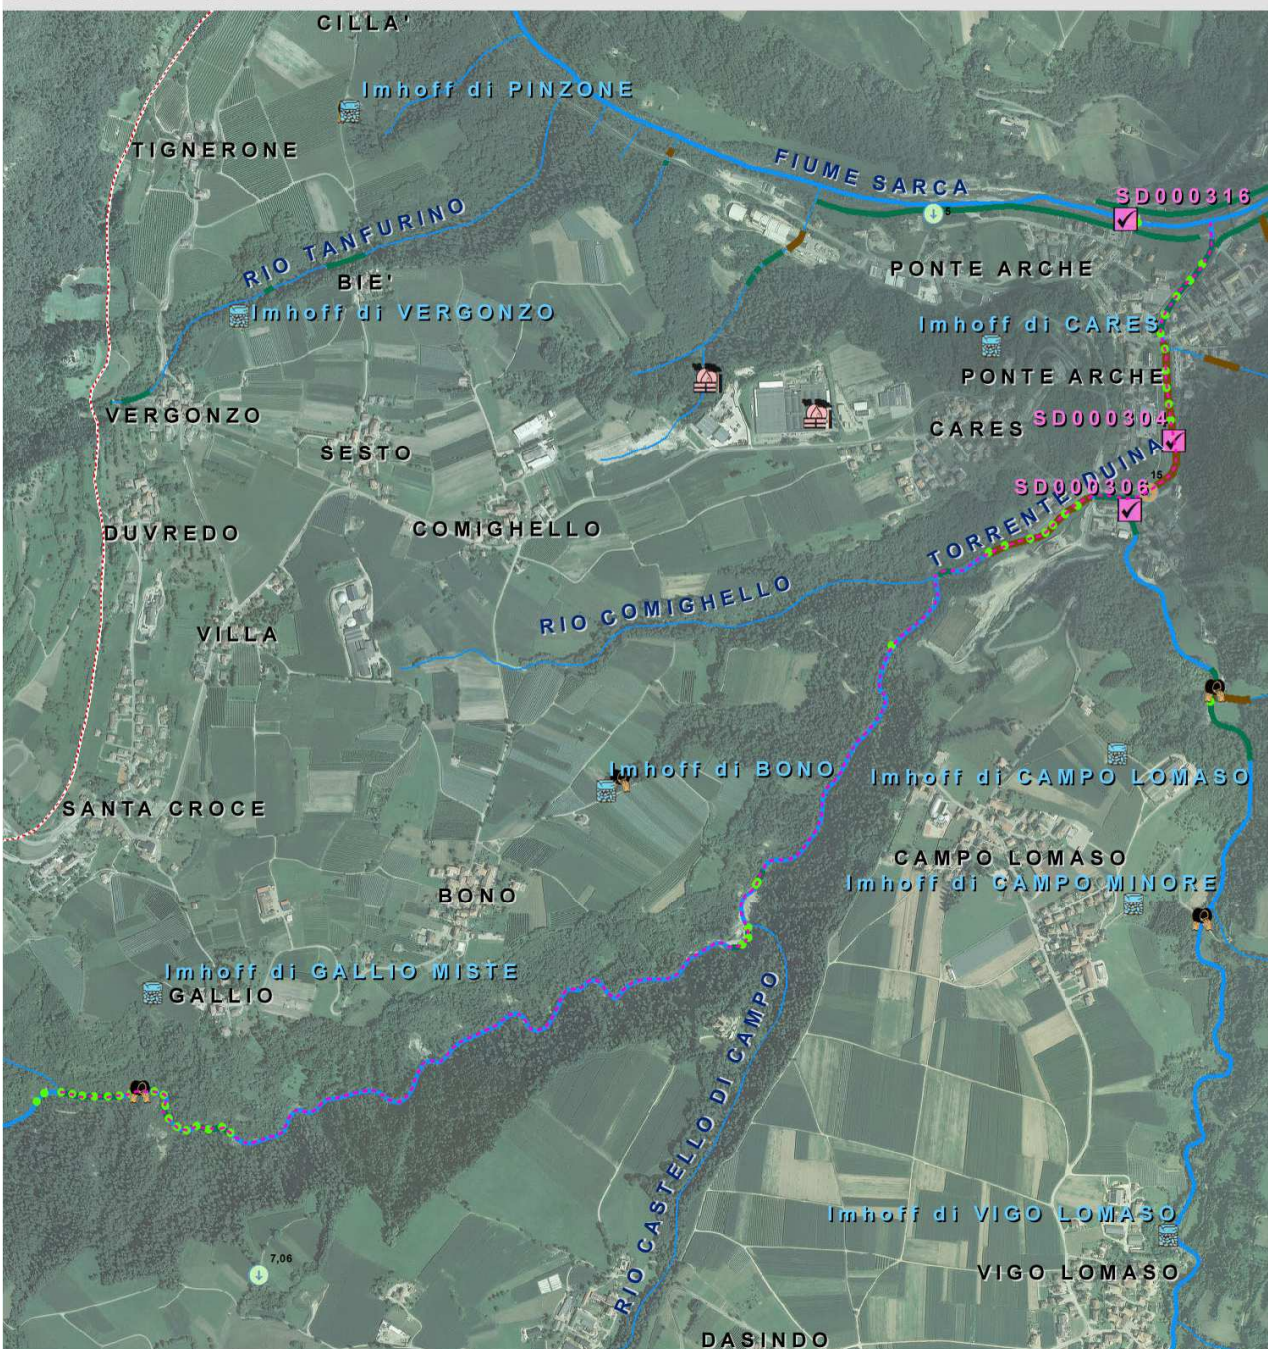 CILLA'
Imhoff di PINZONE
TIGNERONE
FIUME SARCA
SD000316
5
RIO TANFURINO
BIE'
PONTE ARCHE
Imhoff di VERGONZO
Imhoff di CARES
PONTE ARCHE
VERGONZO
CARES
SD000304
SESTO
TORRENTE DUINA
15
SD000306
DUVREDO
COMIGHELLO
RIO COMIGHELLO
VILLA
Imhoff di BONO
Imhoff di CAMPO LOMASO
SANTA CROCE
CAMPO LOMASO
Imhoff di CAMPO MINORE
BONO
Imhoff di GALLIO MISTE
GALLIO
RIO CASTELLO DI CAMPO
Imhoff di VIGO LOMASO
7,06
VIGO LOMASO
DASINDO